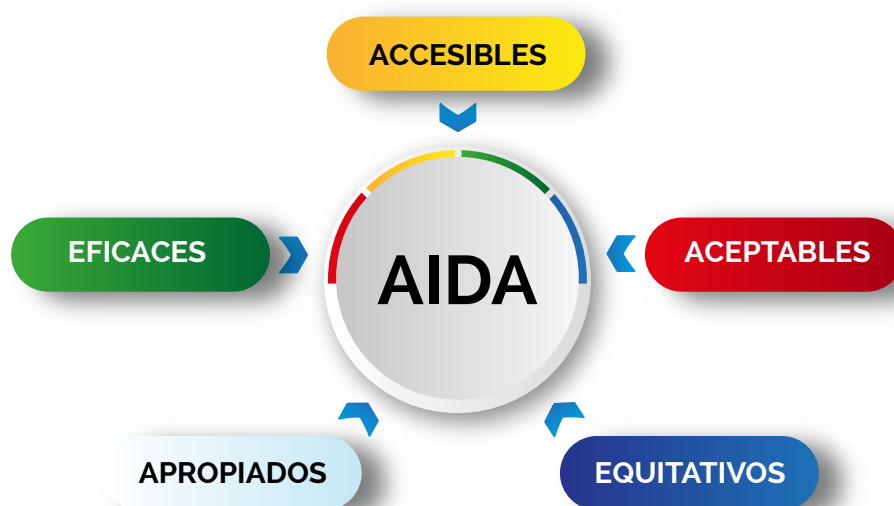 ACCESIBLES
EFICACES
AIDA
ACEPTABLES
APROPIADOS
EQUITATIVOS